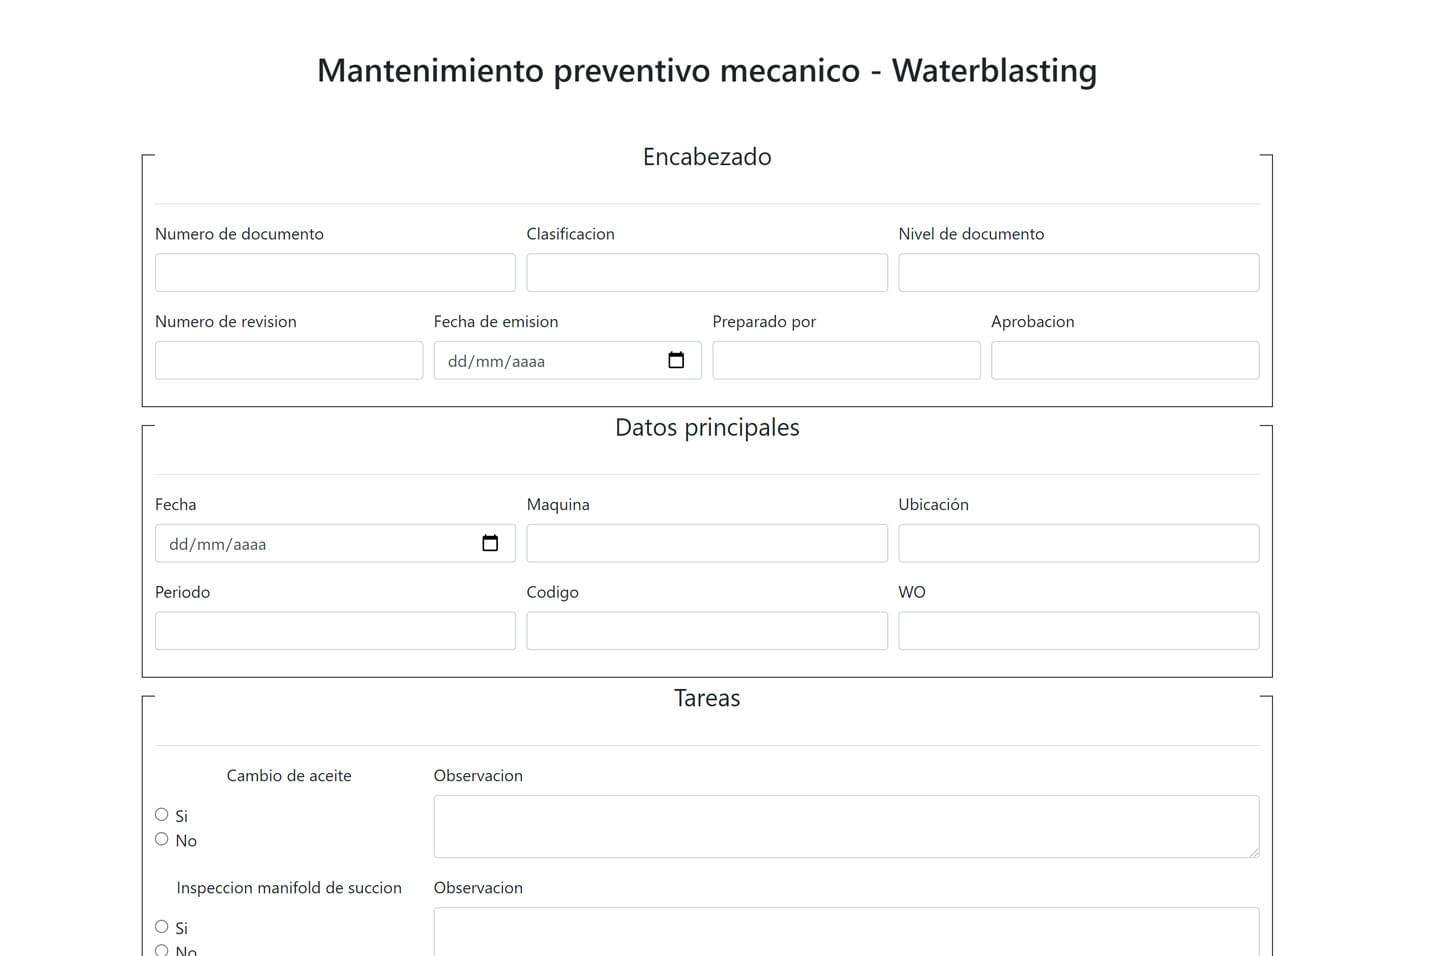 Mantenimiento preventivo mecanico - Waterblasting
Encabezado
Numero de documento Clasificacion Nivel de documento
Numero de revision Fecha de emision Preparado por Aprobacion
dd/mm/aaaa
Datos principales
Fecha Maquina Ubicación
dd/mm/aaaa
Periodo Codigo WO
Tareas
Cambio de aceite Observacion
Si
No
Inspeccion manifold de succion Observacion
Si
No